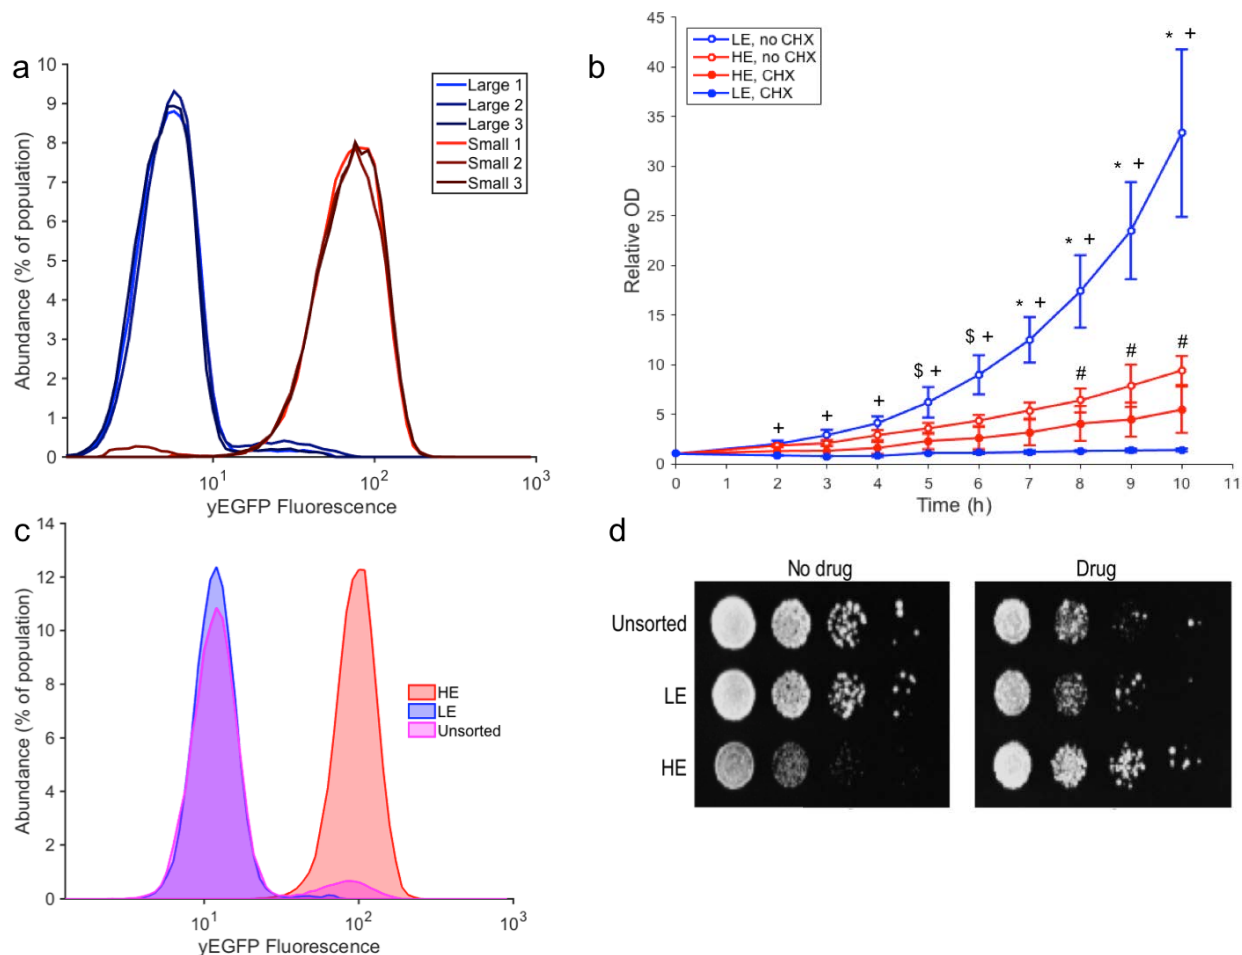 a
10
9
8
7
6
5
4
3
2
1
0
Abundance (% of population)
Large 1
Large 2
Large 3
Small 1
Small 2
Small 3
10¹
10²
10³
yEGFP Fluorescence
b
45
40
35
30
25
20
15
10
5
0
Relative OD
LE, no CHX
HE, no CHX
HE, CHX
LE, CHX
* +
* +
* +
* +
$ +
$ +
+
+
+
# # #
0 1 2 3 4 5 6 7 8 9 10 11
Time (h)
c
14
12
10
8
6
4
2
0
Abundance (% of population)
HE
LE
Unsorted
10¹
10²
10³
yEGFP Fluorescence
d
No drug
Drug
Unsorted
LE
HE